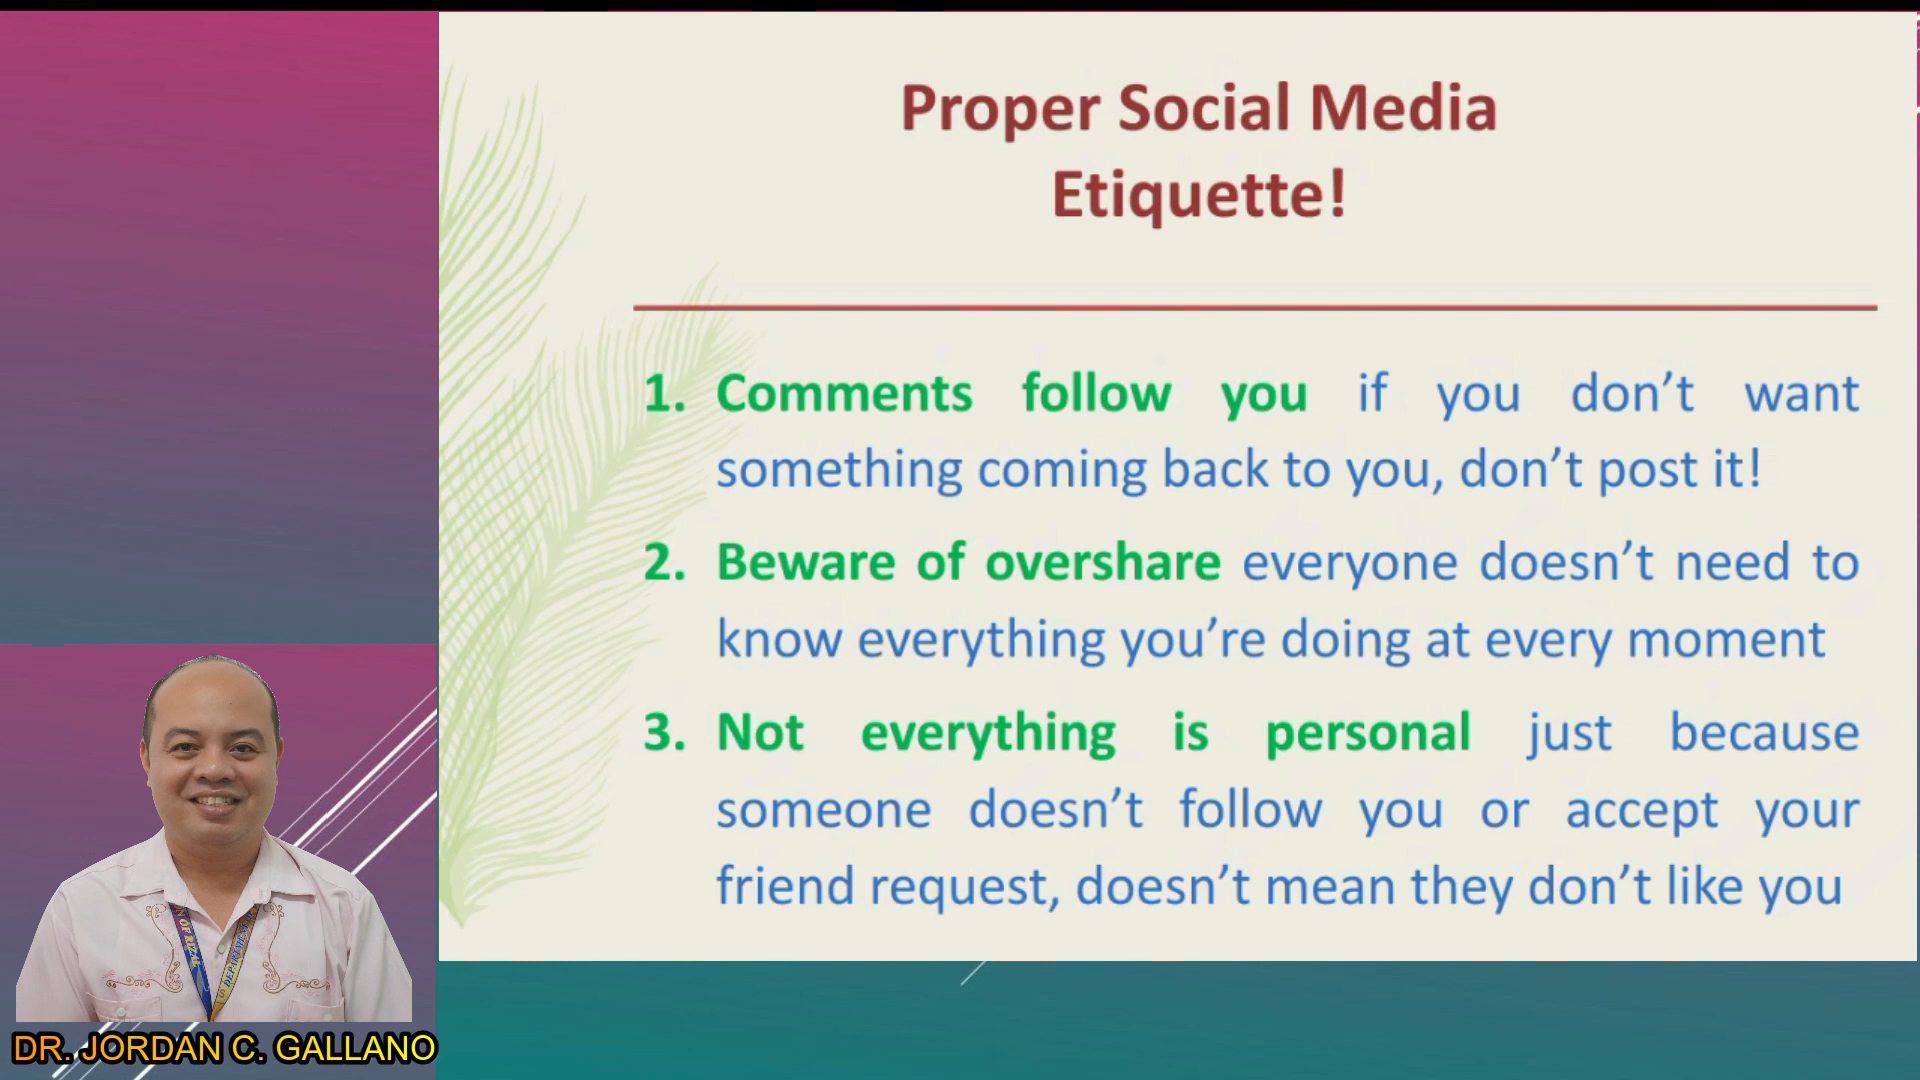 Proper Social Media
Etiquette!
1. Comments follow you if you don’t want
something coming back to you, don’t post it!
2. Beware of overshare everyone doesn’t need to
know everything you’re doing at every moment
3. Not everything is personal just because
someone doesn’t follow you or accept your
friend request, doesn’t mean they don’t like you
DR. JORDAN C. GALLANO